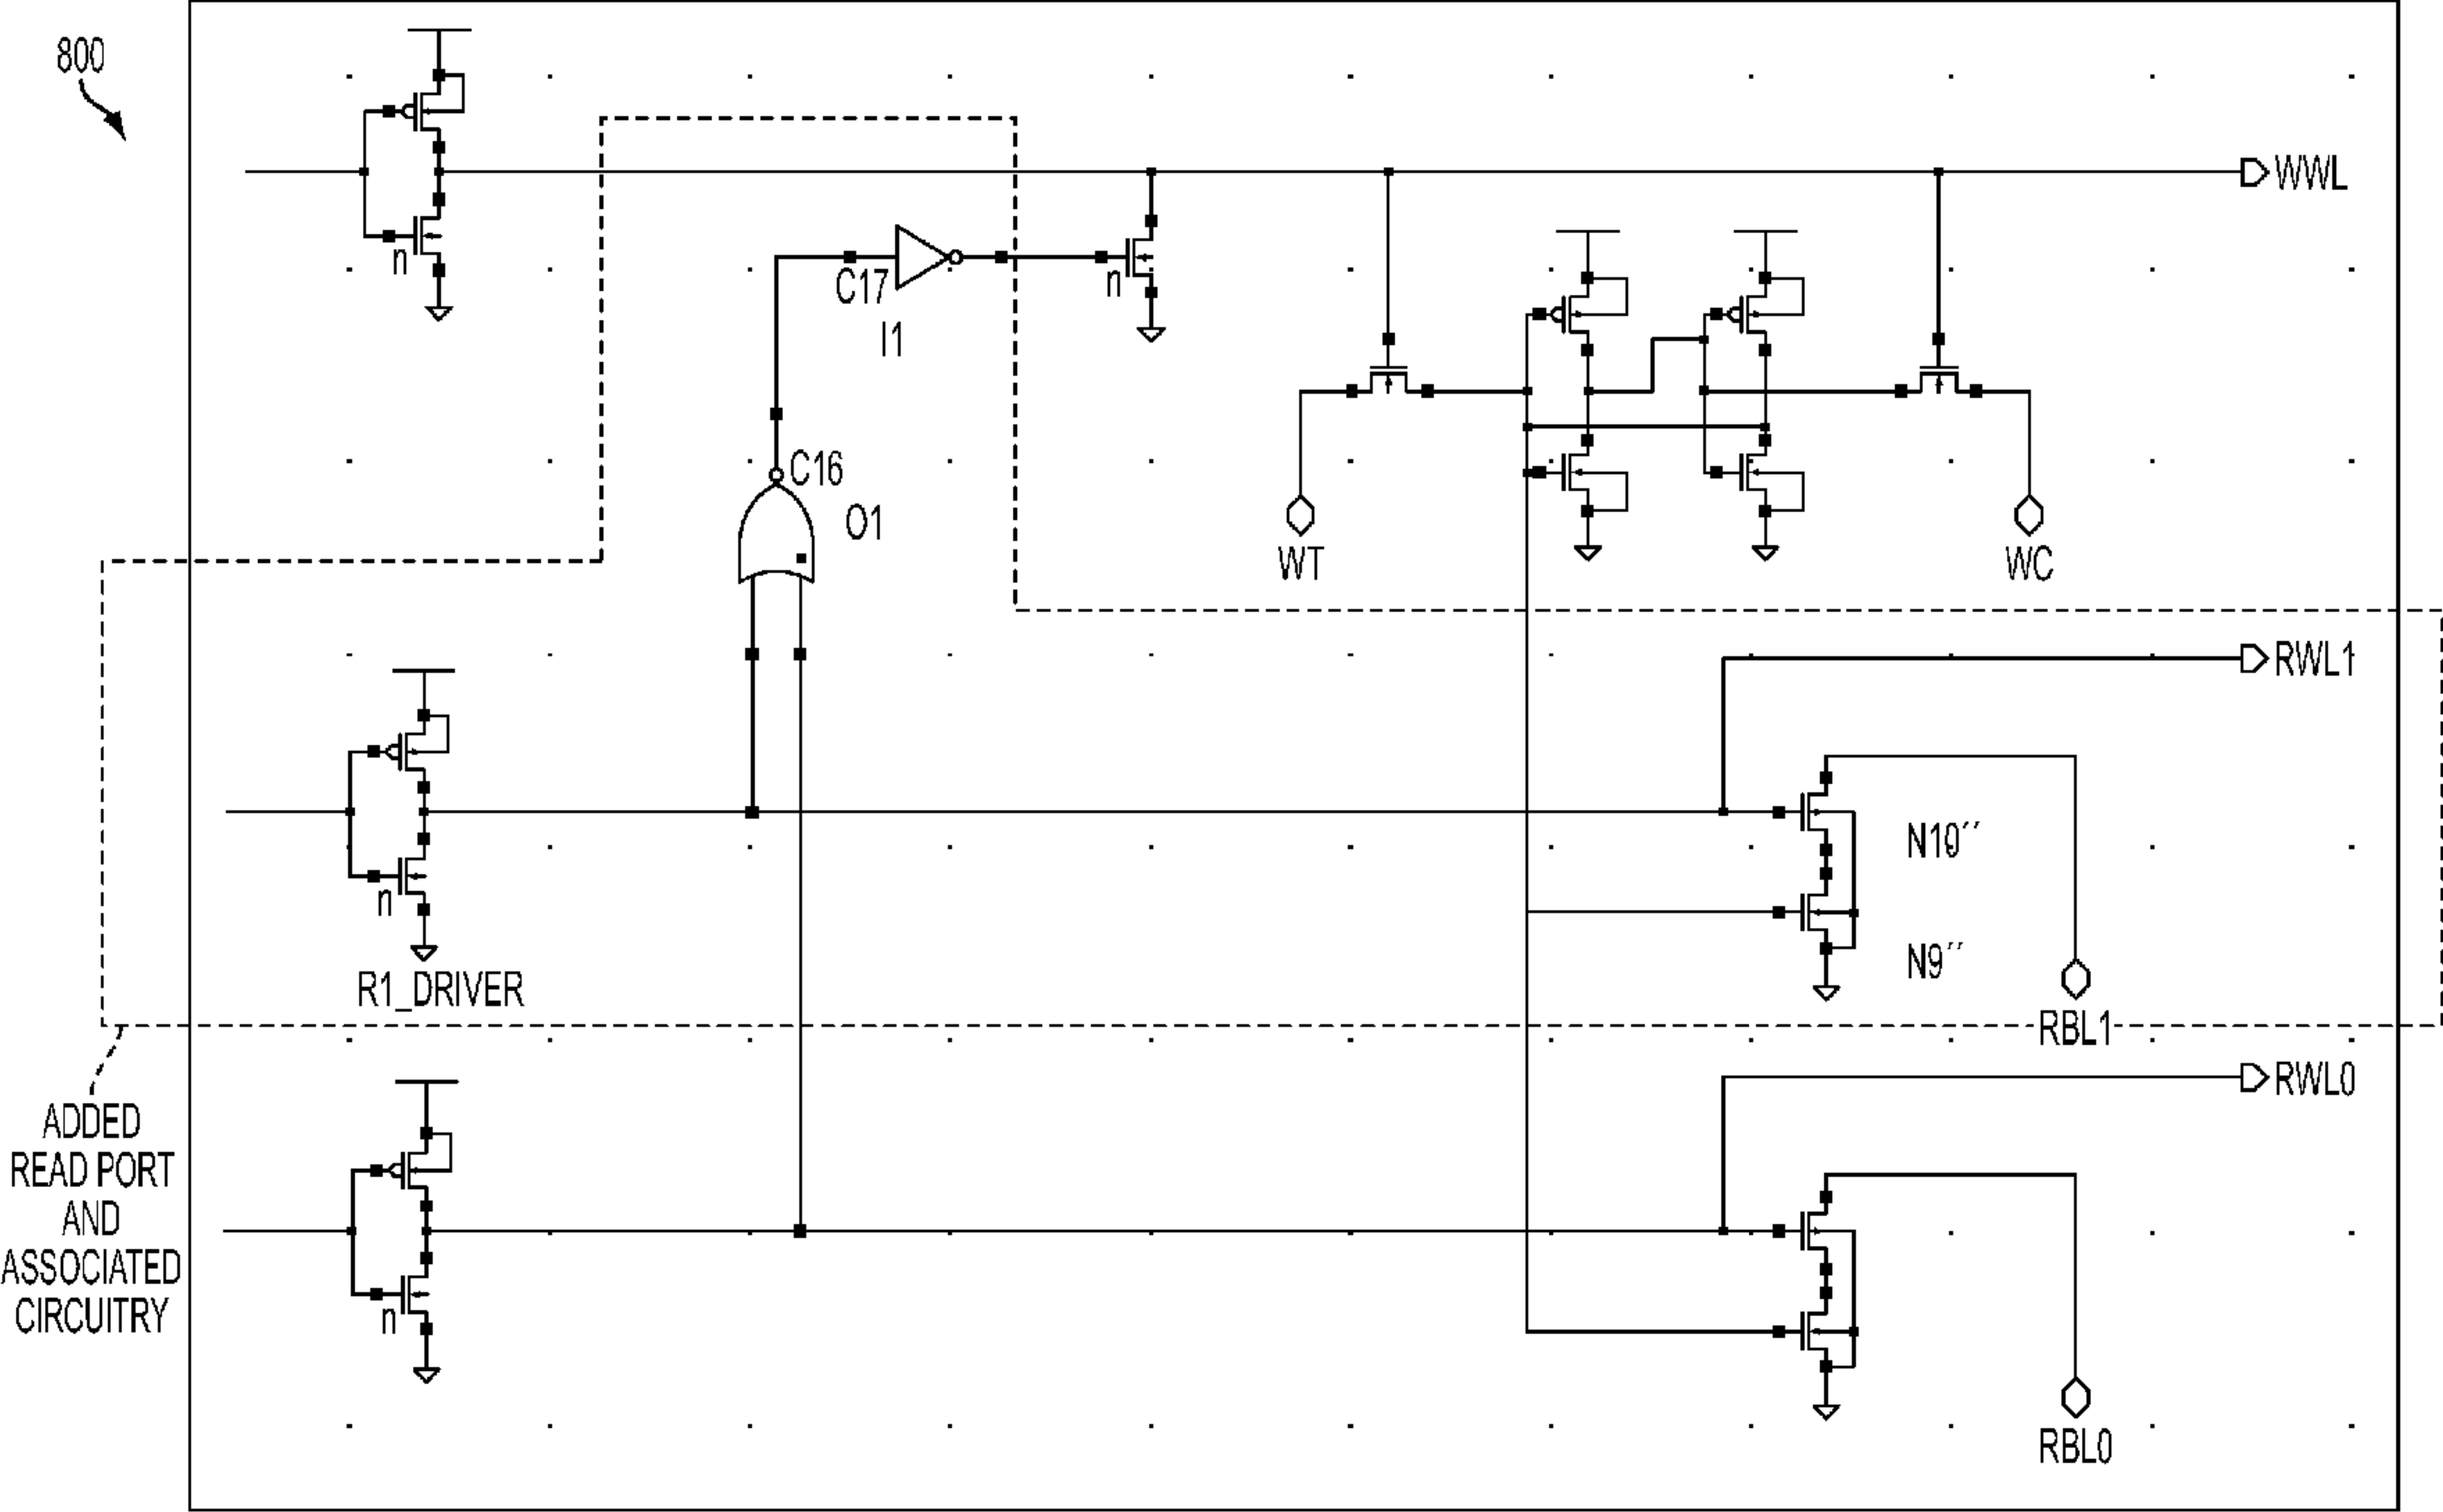 800
WWL
n
C17
n
I1
C16
O1
WT
WC
RWL1
N10´´
n
N9´´
R1_DRIVER
RBL1
RWL0
ADDED
READ PORT
AND
ASSOCIATED
CIRCUITRY
n
RBL0